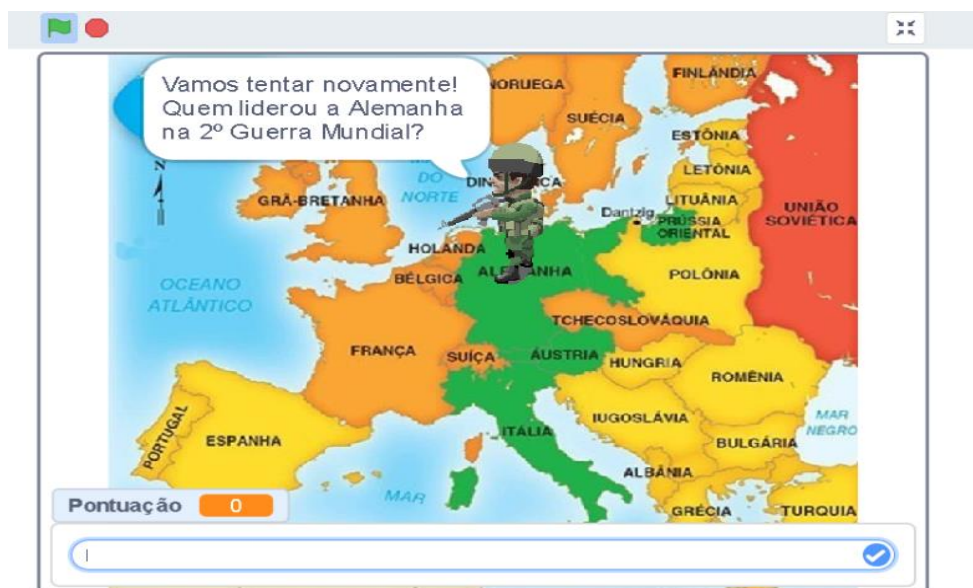 Vamos tentar novamente!
Quem liderou a Alemanha
na 2º Guerra Mundial?
NORUEGA
FINLÂNDIA
SUÉCIA
ESTÔNIA
LETÔNIA
LITUÂNIA
UNIÃO
SOVIÉTICA
DO
NORTE
N
GRÃ-BRETANHA
Dantzig
PRÚSSIA
ORIENTAL
HOLANDA
BÉLGICA
POLÔNIA
OCEANO
ATLÂNTICO
TCHECOSLOVÁQUIA
FRANÇA
SUÍÇA
ÁUSTRIA
HUNGRIA
ROMÊNIA
IUGOSLÁVIA
MAR
NEGRO
PORTUGAL
ESPANHA
ITÁLIA
BULGÁRIA
ALBÂNIA
MAR
GRÉCIA
TURQUIA
Pontuação 0